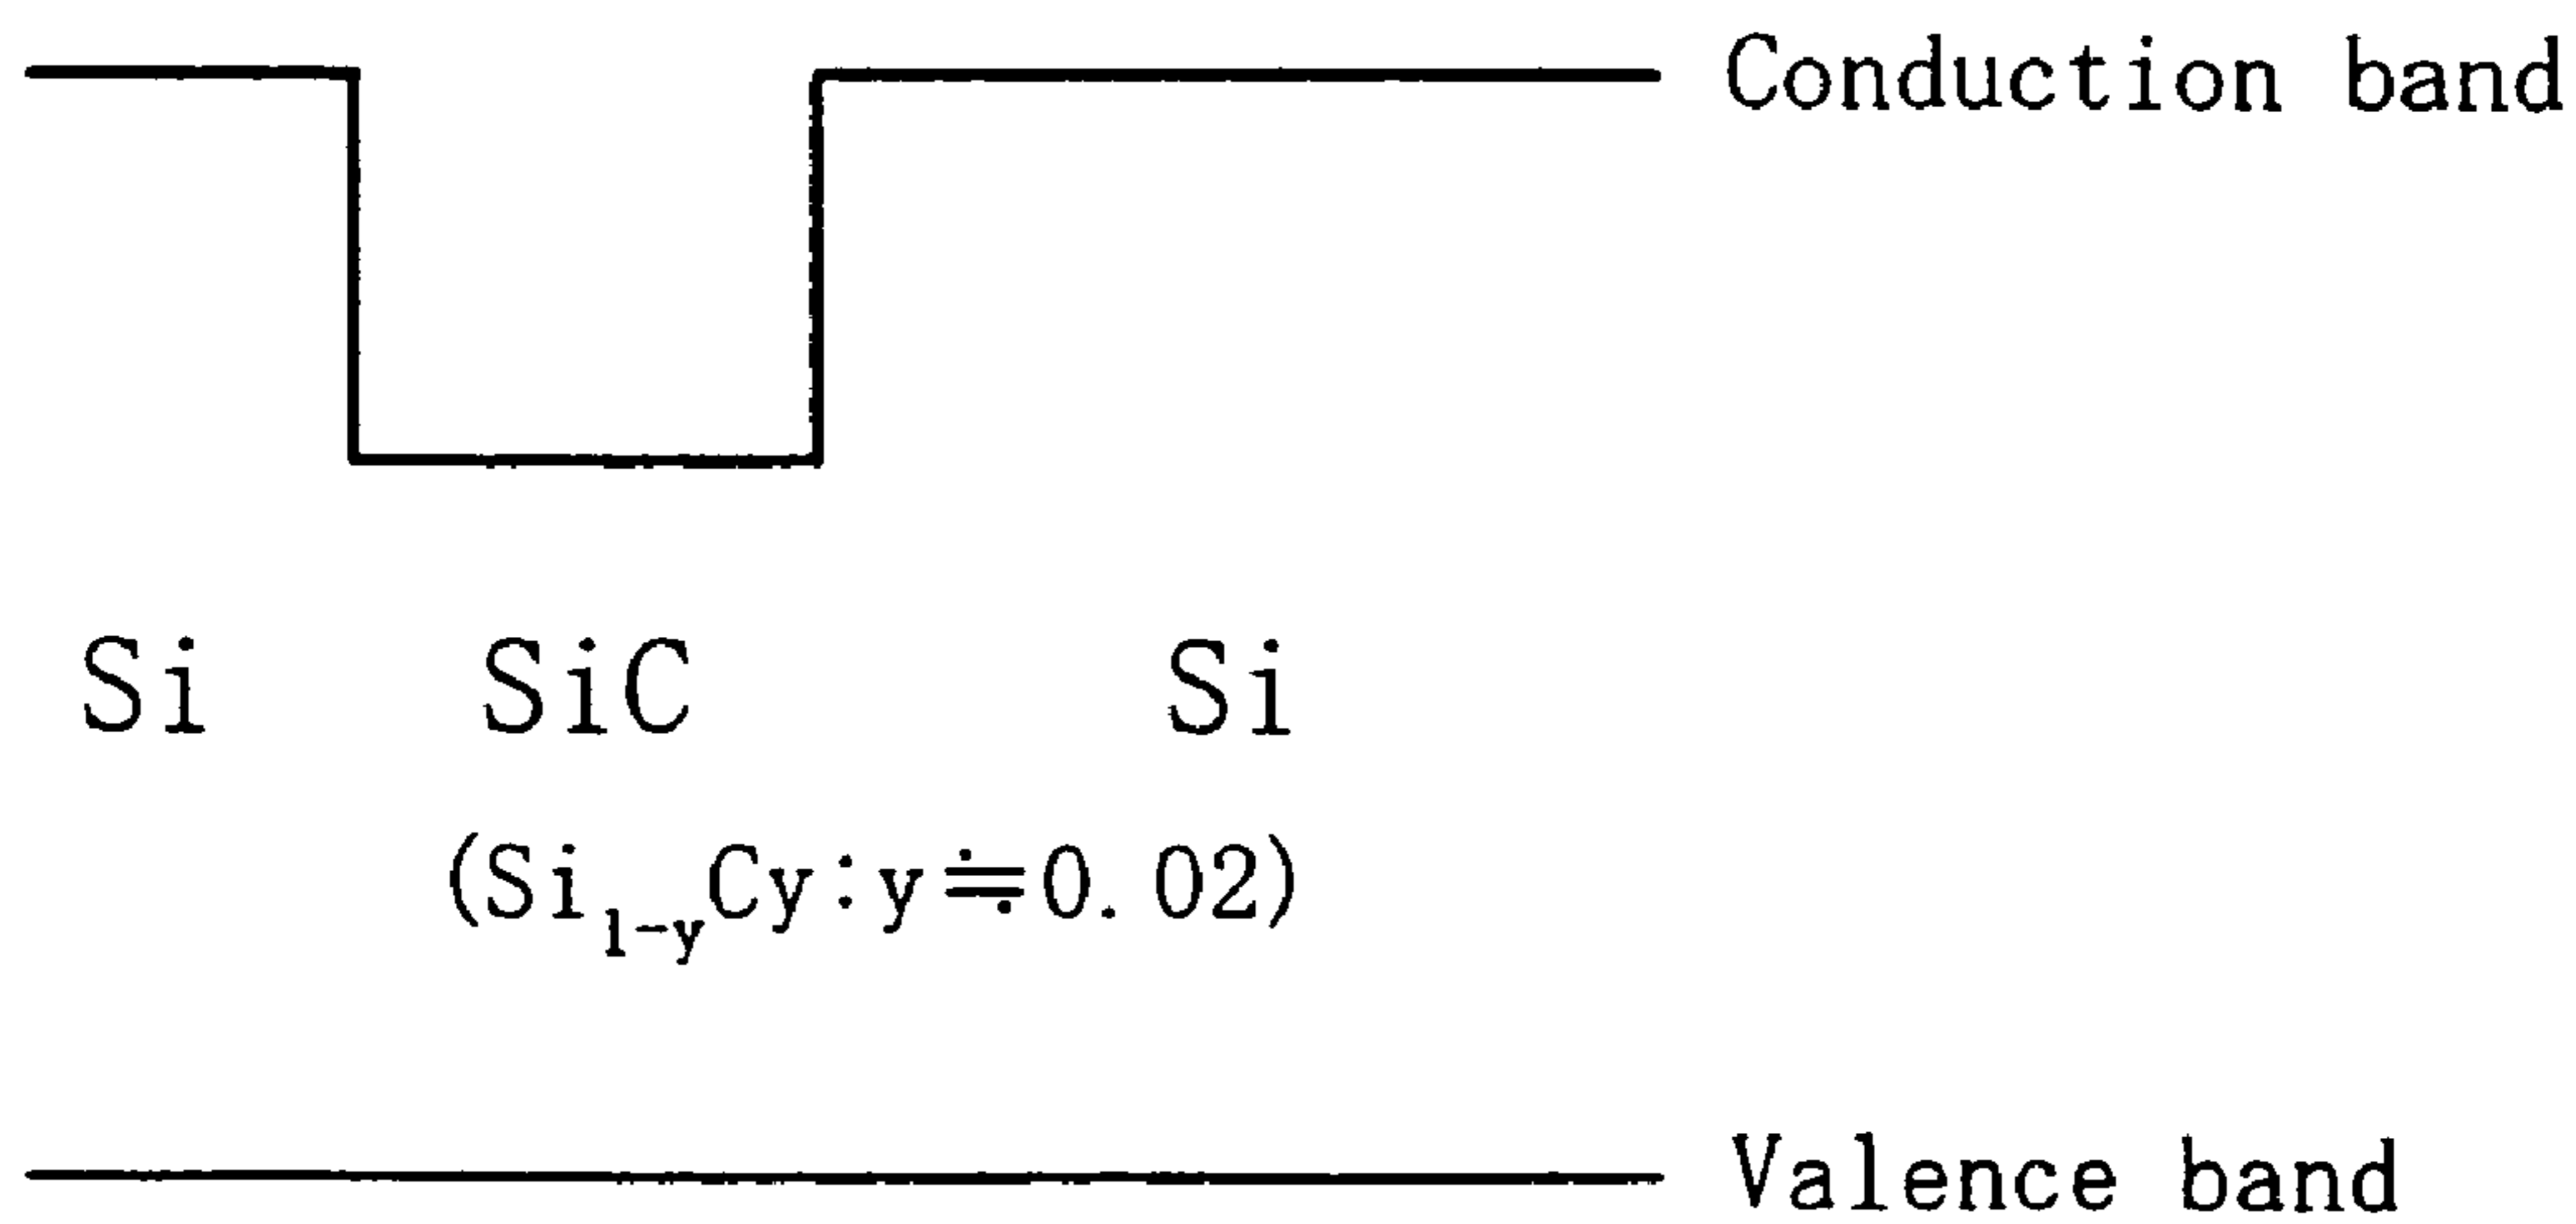 Conduction band
Si SiC Si
(Si₁₋yCy:y≒0.02)
Valence band